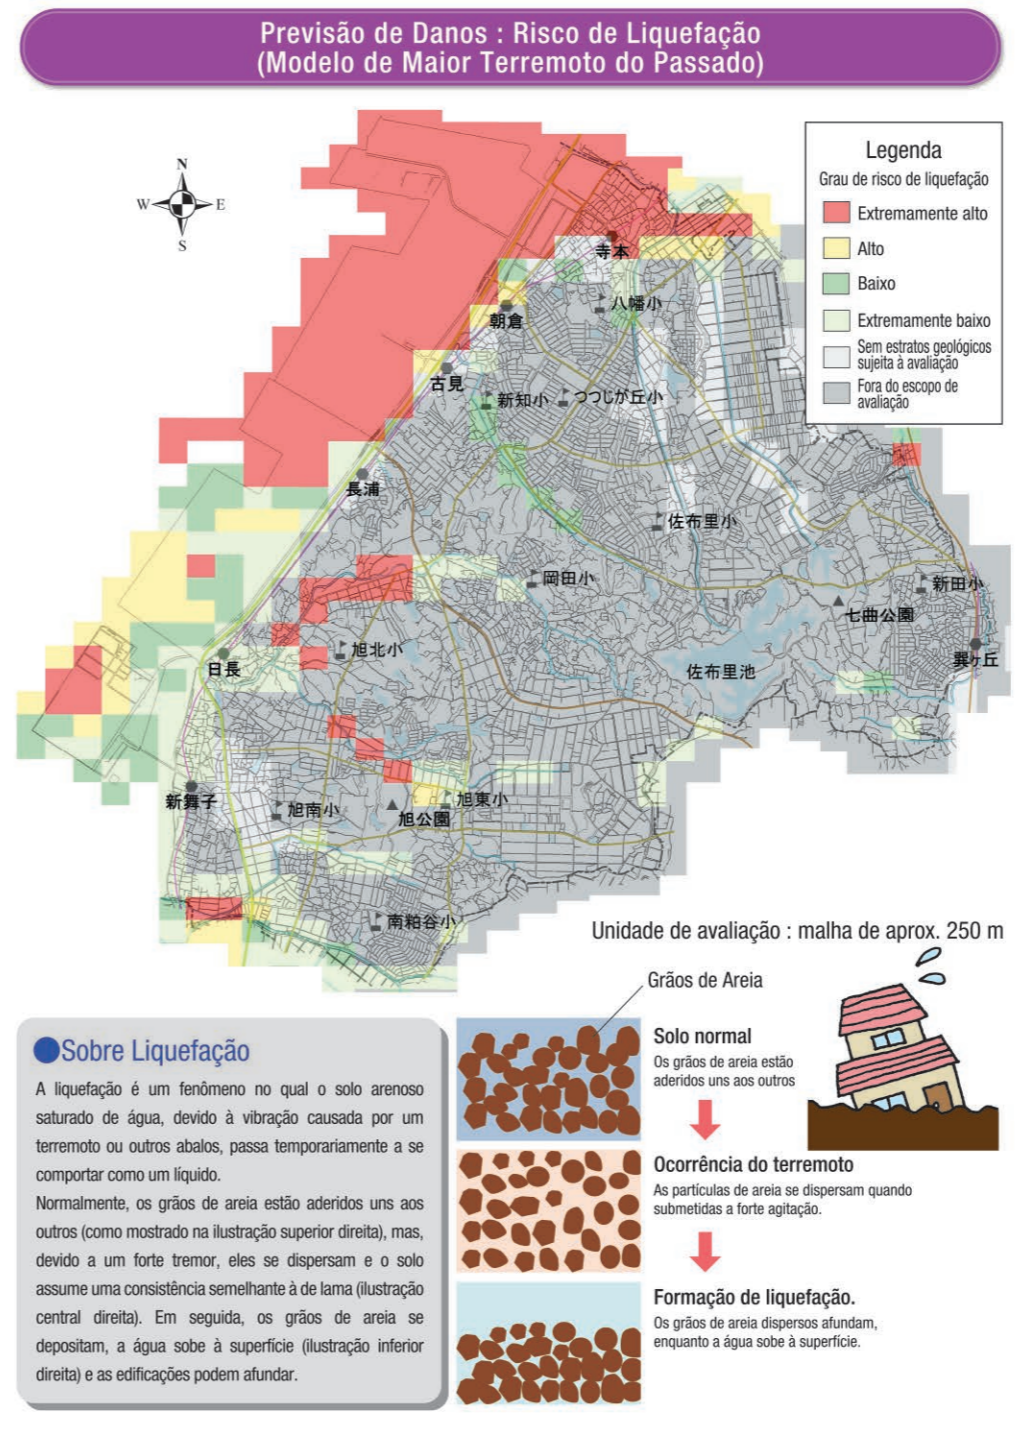 Previsão de Danos : Risco de Liquefação
(Modelo de Maior Terremoto do Passado)
N
W
E
S
Legenda
Grau de risco de liquefação
Extremamente alto
Alto
Baixo
Extremamente baixo
Sem estratos geológicos
sujeita à avaliação
Fora do escopo de
avaliação
寺本
八幡小
朝倉
古見
新知小
つつじが丘小
長浦
佐布里小
岡田小
新田小
七曲公園
旭北小
日長
佐布里池
巽ヶ丘
新舞子
旭南小
旭公園
旭東小
南粕谷小
Unidade de avaliação : malha de aprox. 250 m
●Sobre Liquefação
A liquefação é um fenômeno no qual o solo arenoso
saturado de água, devido à vibração causada por um
terremoto ou outros abalos, passa temporariamente a se
comportar como um líquido.
Normalmente, os grãos de areia estão aderidos uns aos
outros (como mostrado na ilustração superior direita), mas,
devido a um forte tremor, eles se dispersam e o solo
assume uma consistência semelhante à de lama (ilustração
central direita). Em seguida, os grãos de areia se
depositam, a água sobe à superfície (ilustração inferior
direita) e as edificações podem afundar.
Grãos de Areia
Solo normal
Os grãos de areia estão
aderidos uns aos outros
Ocorrência do terremoto
As partículas de areia se dispersam quando
submetidas a forte agitação.
Formação de liquefação.
Os grãos de areia dispersos afundam,
enquanto a água sobe à superfície.